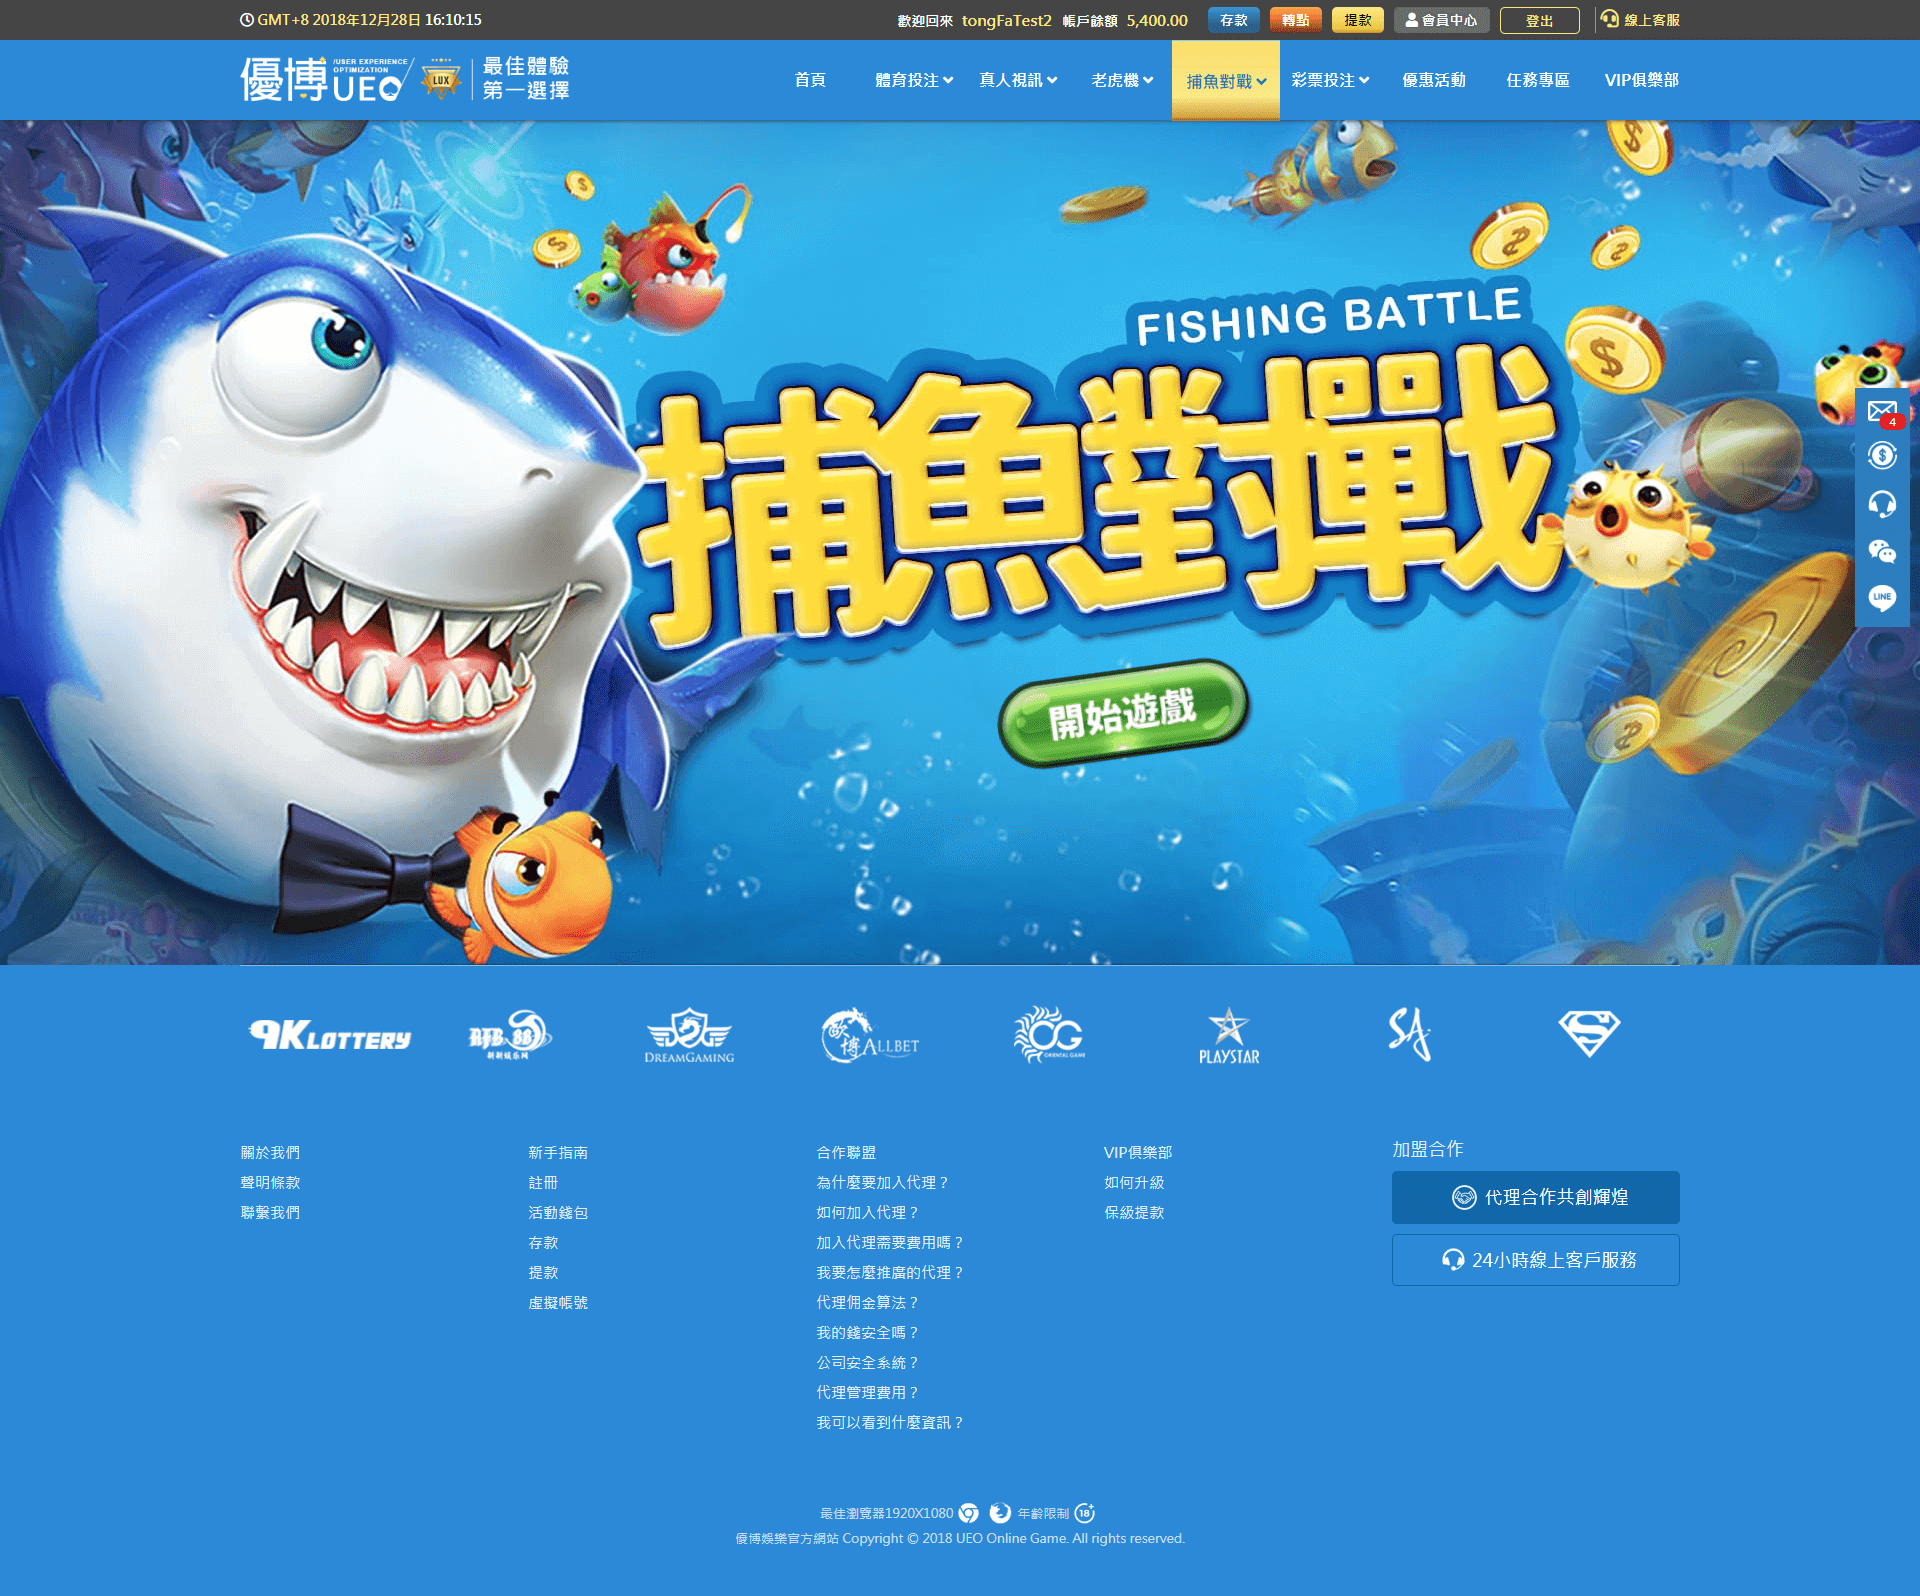 GMT+8 2018年12月28日 16:10:15
歡迎回來 tongFaTest2 帳戶餘額 5,400.00
存款
轉點
提款
會員中心
登出
線上客服
優博 /USER EXPERIENCE OPTIMIZATION UEO
LUX
最佳體驗
第一選擇
首頁
體育投注
真人視訊
老虎機
捕魚對戰
彩票投注
優惠活動
任務專區
VIP俱樂部
FISHING BATTLE
捕魚對戰
開始遊戲
4
LINE
9K LOTTERY
RTB 88
新新娱乐网
DREAMGAMING
歐博 ALLBET
OG
ORIENTAL GAME
PLAYSTAR
SA
S
關於我們
聲明條款
聯繫我們
新手指南
註冊
活動錢包
存款
提款
虛擬帳號
合作聯盟
為什麼要加入代理？
如何加入代理？
加入代理需要費用嗎？
我要怎麼推廣的代理？
代理佣金算法？
我的錢安全嗎？
公司安全系統？
代理管理費用？
我可以看到什麼資訊？
VIP俱樂部
如何升級
保級提款
加盟合作
代理合作共創輝煌
24小時線上客戶服務
最佳瀏覽器1920X1080 年齡限制 18+
優博娛樂官方網站 Copyright © 2018 UEO Online Game. All rights reserved.